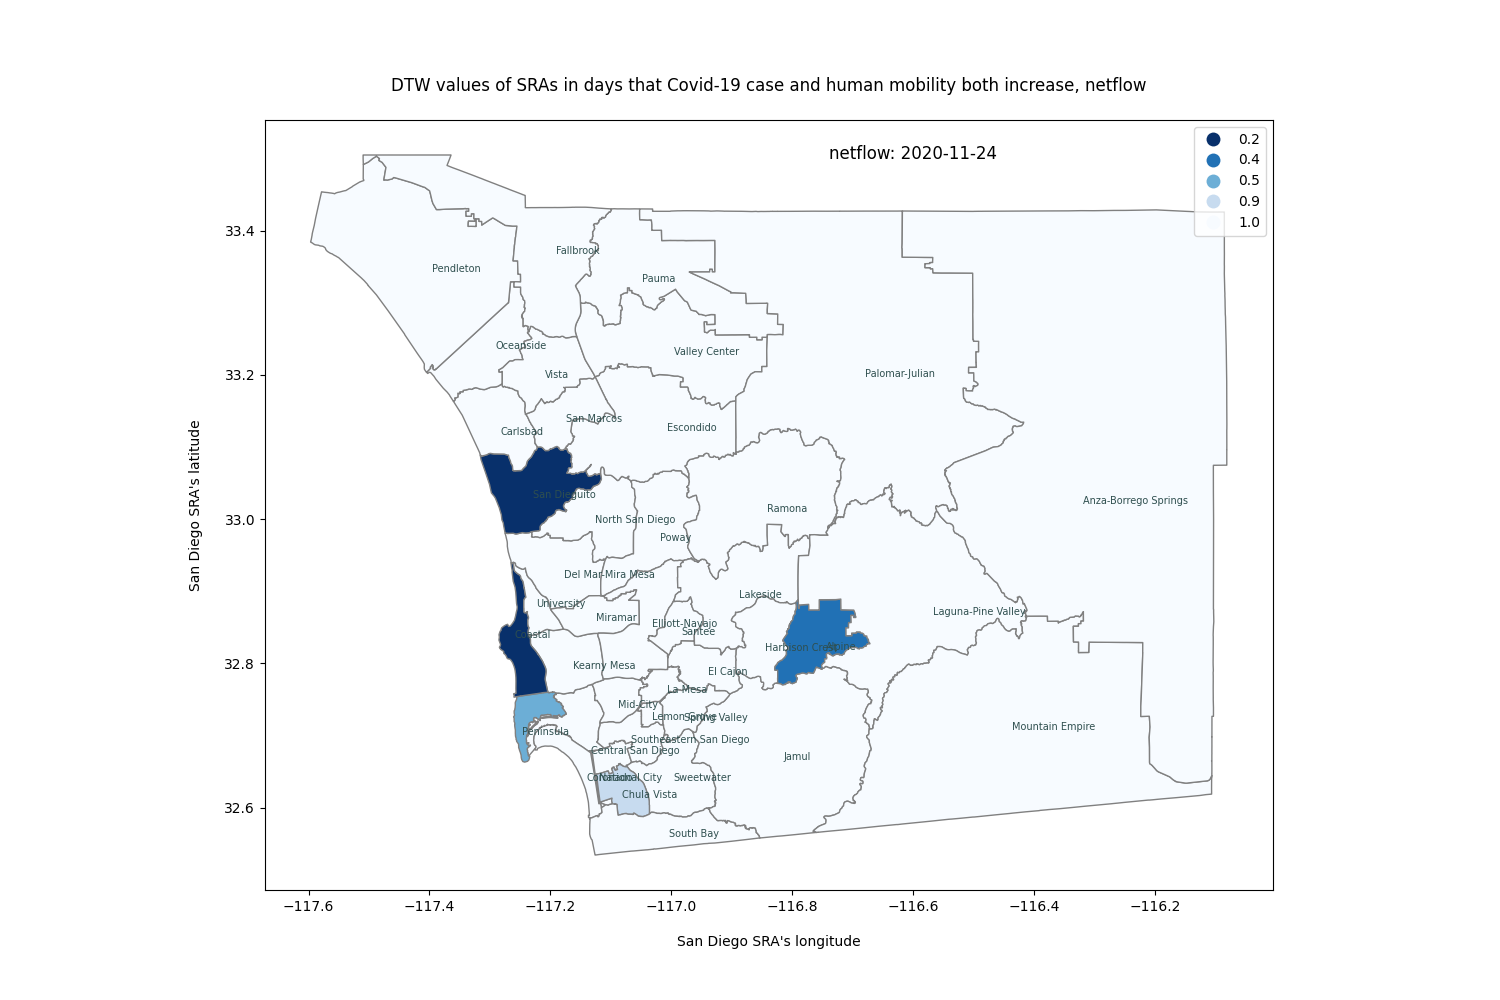 DTW values of SRAs in days that Covid-19 case and human mobility both increase, netflow
netflow: 2020-11-24
0.2
0.4
0.5
0.9
1.0
San Diego SRA's latitude
33.4
33.2
33.0
32.8
32.6
Fallbrook
Pendleton
Pauma
Oceanside
Valley Center
Vista
Palomar-Julian
San Marcos
Carlsbad
Escondido
San Dieguito
Anza-Borrego Springs
Ramona
North San Diego
Poway
Del Mar-Mira Mesa
Lakeside
University
Laguna-Pine Valley
Miramar
Elliott-Navajo
Santee
Coastal
Harbison Crest
Alpine
Kearny Mesa
El Cajon
La Mesa
Mid-City
Lemon Grove
Spring Valley
Mountain Empire
Peninsula
Southeastern San Diego
Central San Diego
Jamul
Coronado
National City
Sweetwater
Chula Vista
South Bay
−117.6 −117.4 −117.2 −117.0 −116.8 −116.6 −116.4 −116.2
San Diego SRA's longitude